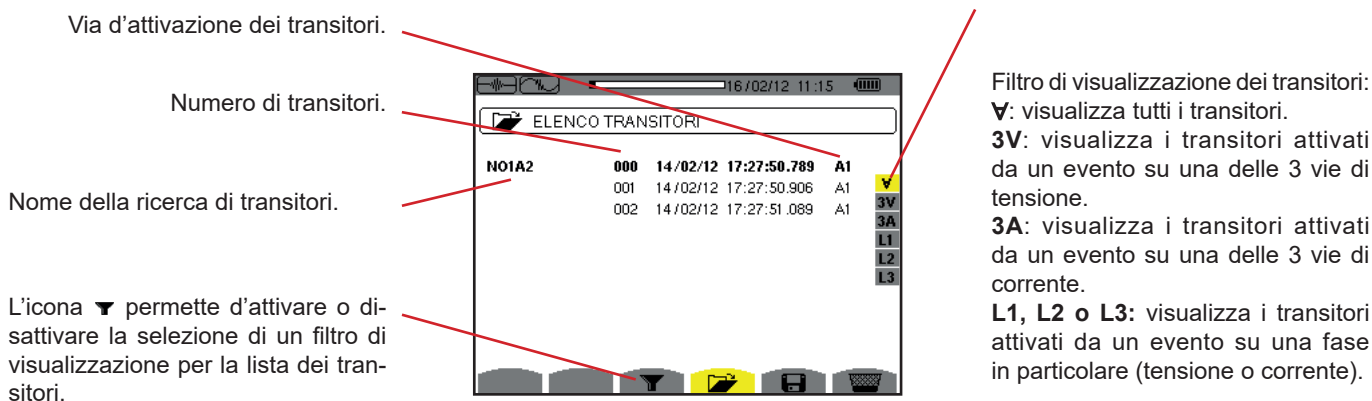 Via d’attivazione dei transitori.
Numero di transitori.
Nome della ricerca di transitori.
L’icona permette d’attivare o di-
sattivare la selezione di un filtro di
visualizzazione per la lista dei tran-
sitori.
16/02/12 11:15
ELENCO TRANSITORI
NO1A2 000 14/02/12 17:27:50.789 A1
001 14/02/12 17:27:50.906 A1
002 14/02/12 17:27:51.089 A1
∀
3V
3A
L1
L2
L3
Filtro di visualizzazione dei transitori:
∀: visualizza tutti i transitori.
3V: visualizza i transitori attivati
da un evento su una delle 3 vie di
tensione.
3A: visualizza i transitori attivati
da un evento su una delle 3 vie di
corrente.
L1, L2 o L3: visualizza i transitori
attivati da un evento su una fase
in particolare (tensione o corrente).